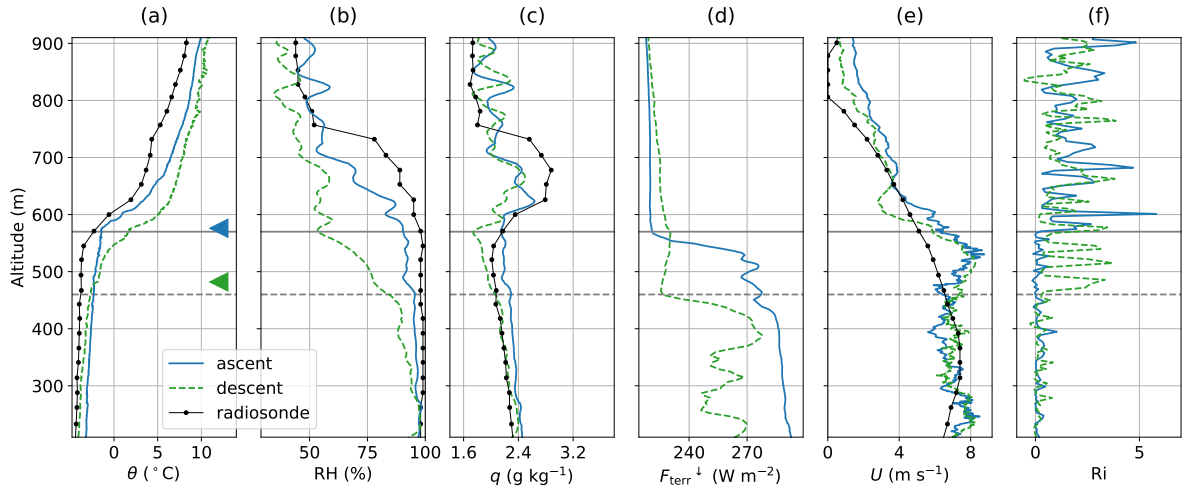 (a) (b) (c) (d) (e) (f)
Altitude (m)
900
800
700
600
500
400
300
ascent
descent
radiosonde
0 5 10
50 75 100
1.6 2.4 3.2
240 270
0 4 8
0 5
θ (°C)
RH (%)
q (g kg⁻¹)
F_terr↓ (W m⁻²)
U (m s⁻¹)
Ri